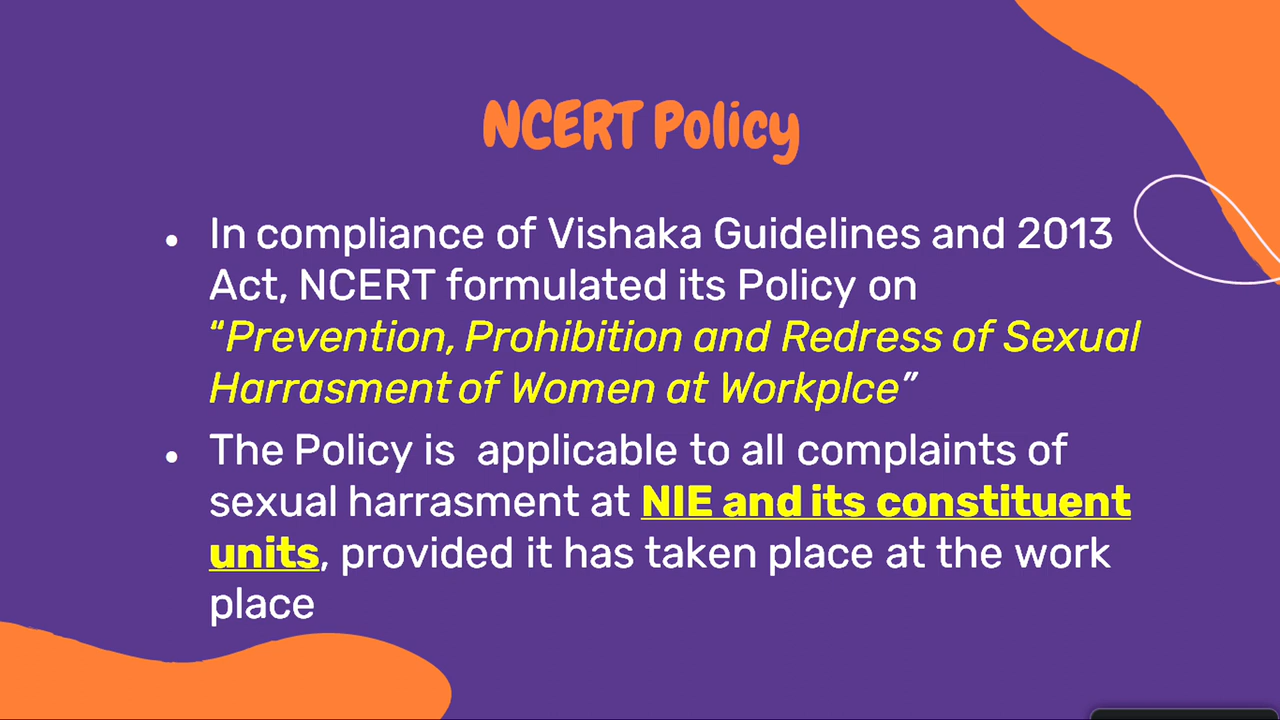 NCERT Policy
• In compliance of Vishaka Guidelines and 2013
Act, NCERT formulated its Policy on
“Prevention, Prohibition and Redress of Sexual
Harrasment of Women at Workplce”
• The Policy is  applicable to all complaints of
sexual harrasment at NIE and its constituent
units, provided it has taken place at the work
place